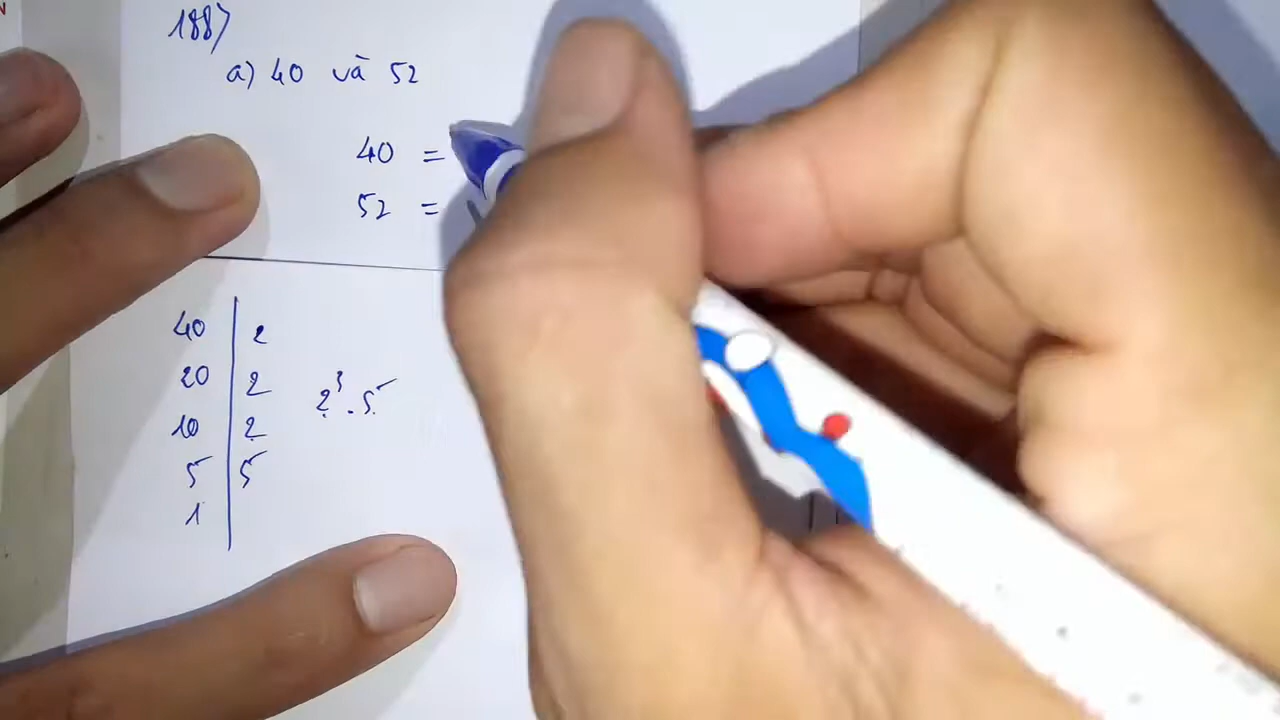 188)
a) 40 và 52
40 =
52 =
40 | 2
20 | 2
10 | 2
5 | 5
1 |
2³ . 5